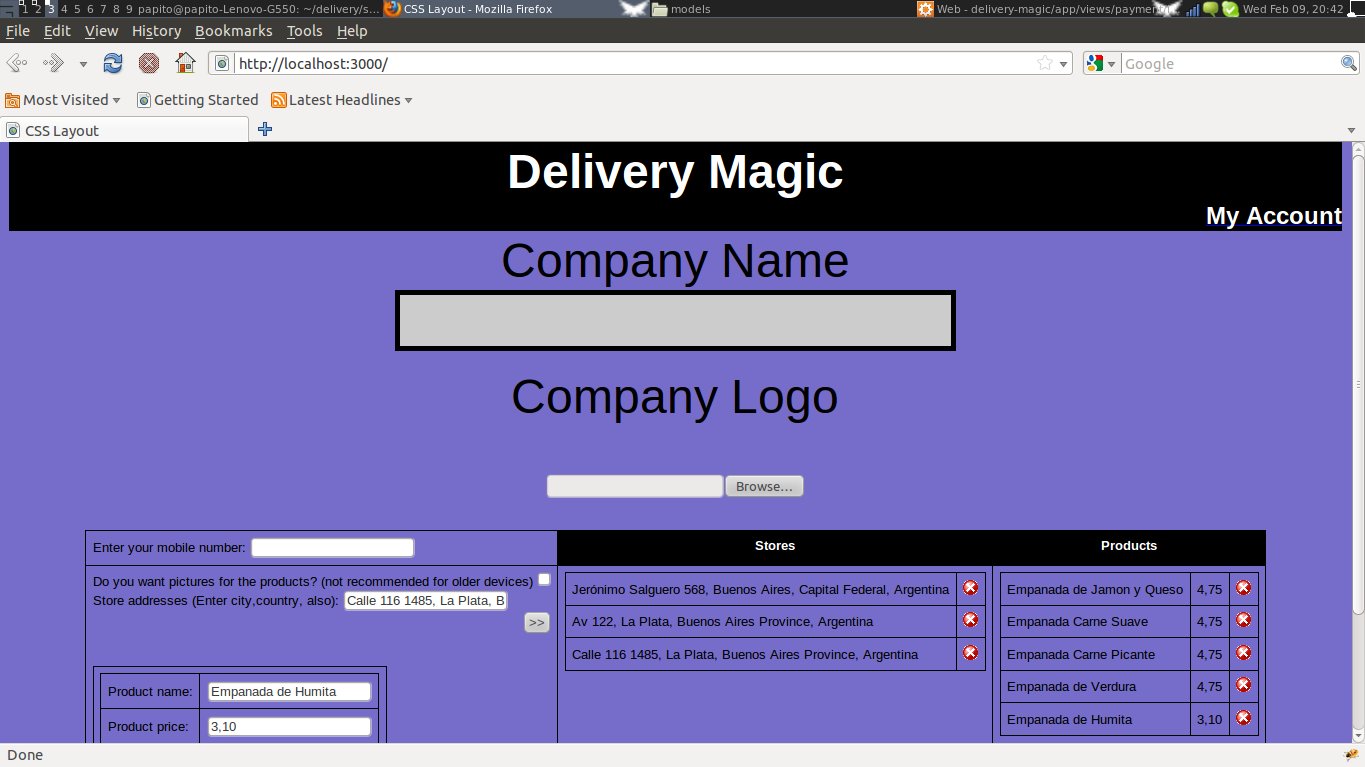 1 2 3 4 5 6 7 8 9 papito@papito-Lenovo-G550: ~/delivery/s... CSS Layout - Mozilla Firefox models Web - delivery-magic/app/views/payment/ Wed Feb 09, 20:42
File Edit View History Bookmarks Tools Help
http://localhost:3000/ Google
Most Visited Getting Started Latest Headlines
CSS Layout
Delivery Magic
My Account
Company Name
Company Logo
Browse...
Enter your mobile number: Stores Products
Do you want pictures for the products? (not recommended for older devices)
Store addresses (Enter city,country, also): Calle 116 1485, La Plata, B
>>
Product name: Empanada de Humita
Product price: 3,10
Jerónimo Salguero 568, Buenos Aires, Capital Federal, Argentina
Av 122, La Plata, Buenos Aires Province, Argentina
Calle 116 1485, La Plata, Buenos Aires Province, Argentina
Empanada de Jamon y Queso 4,75
Empanada Carne Suave 4,75
Empanada Carne Picante 4,75
Empanada de Verdura 4,75
Empanada de Humita 3,10
Done